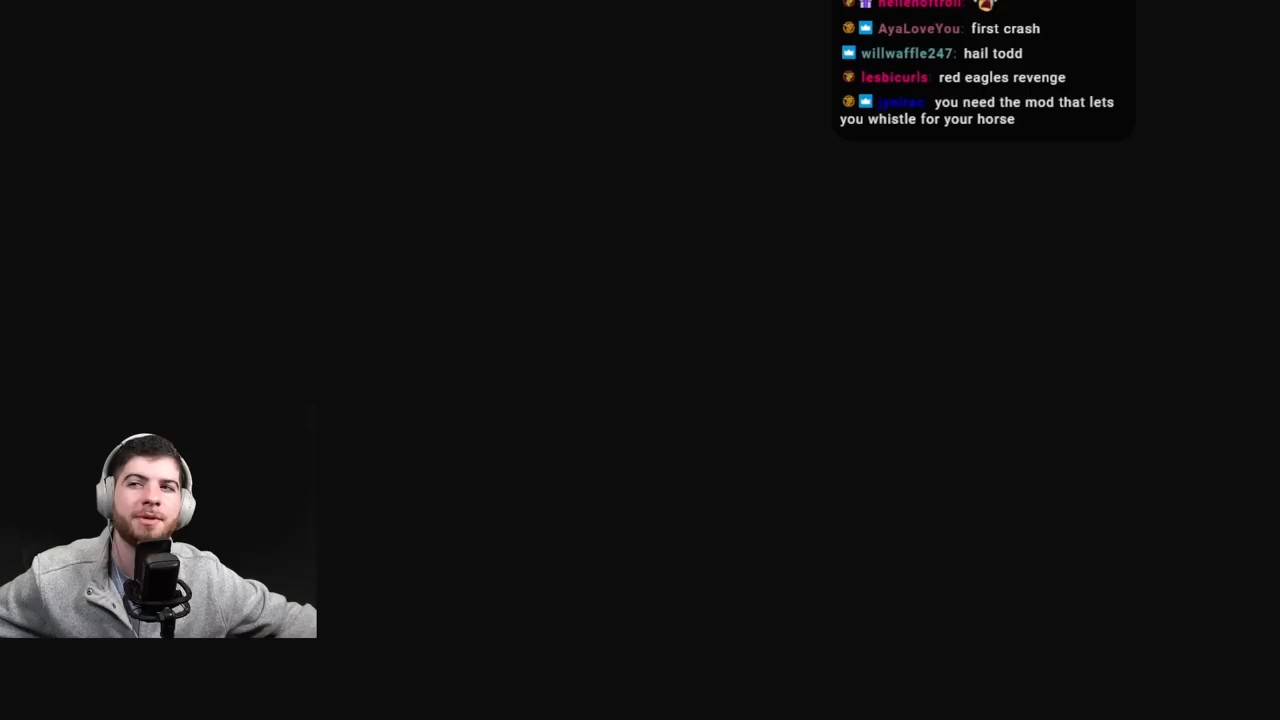 AyaLoveYou: first crash
willwaffle247: hail todd
lesbicurls: red eagles revenge
you need the mod that lets
you whistle for your horse